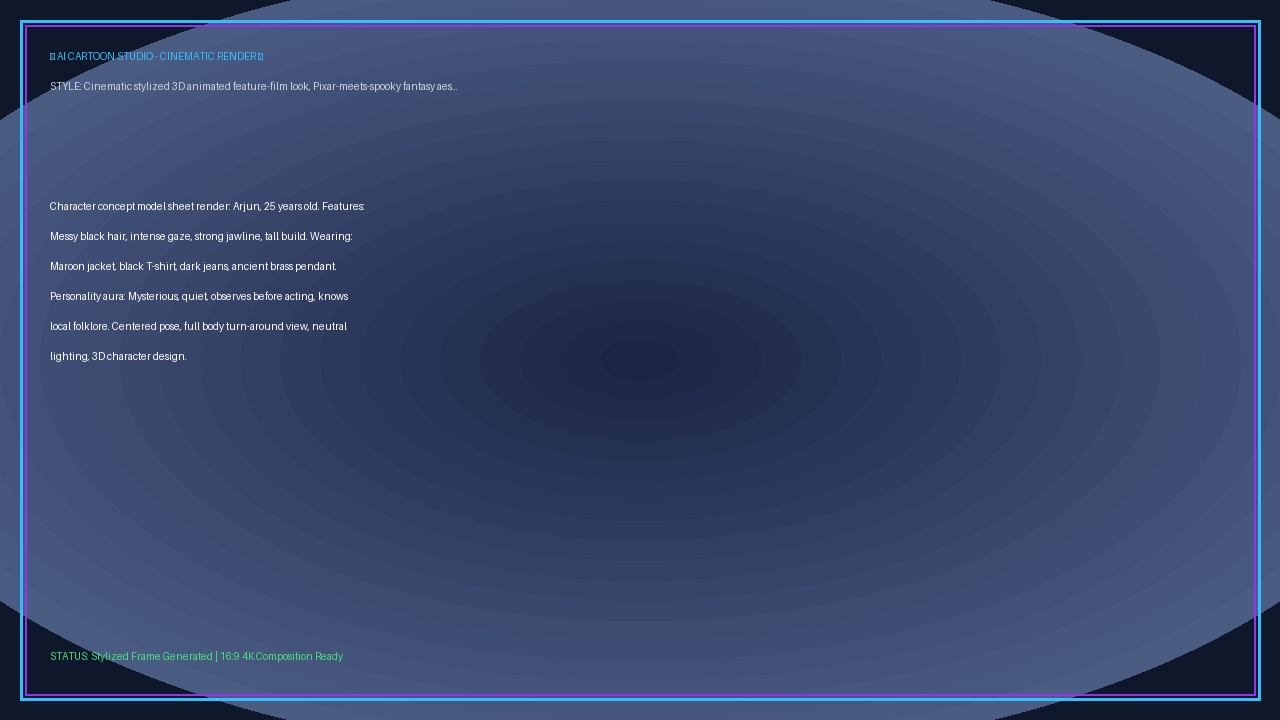 AI CARTOON STUDIO - CINEMATIC RENDER
STYLE: Cinematic stylized 3D animated feature-film look, Pixar-meets-spooky fantasy aes...
Character concept model sheet render: Arjun, 25 years old. Features:
Messy black hair, intense gaze, strong jawline, tall build. Wearing:
Maroon jacket, black T-shirt, dark jeans, ancient brass pendant.
Personality aura: Mysterious, quiet, observes before acting, knows
local folklore. Centered pose, full body turn-around view, neutral
lighting, 3D character design.
STATUS: Stylized Frame Generated | 16:9 4K Composition Ready